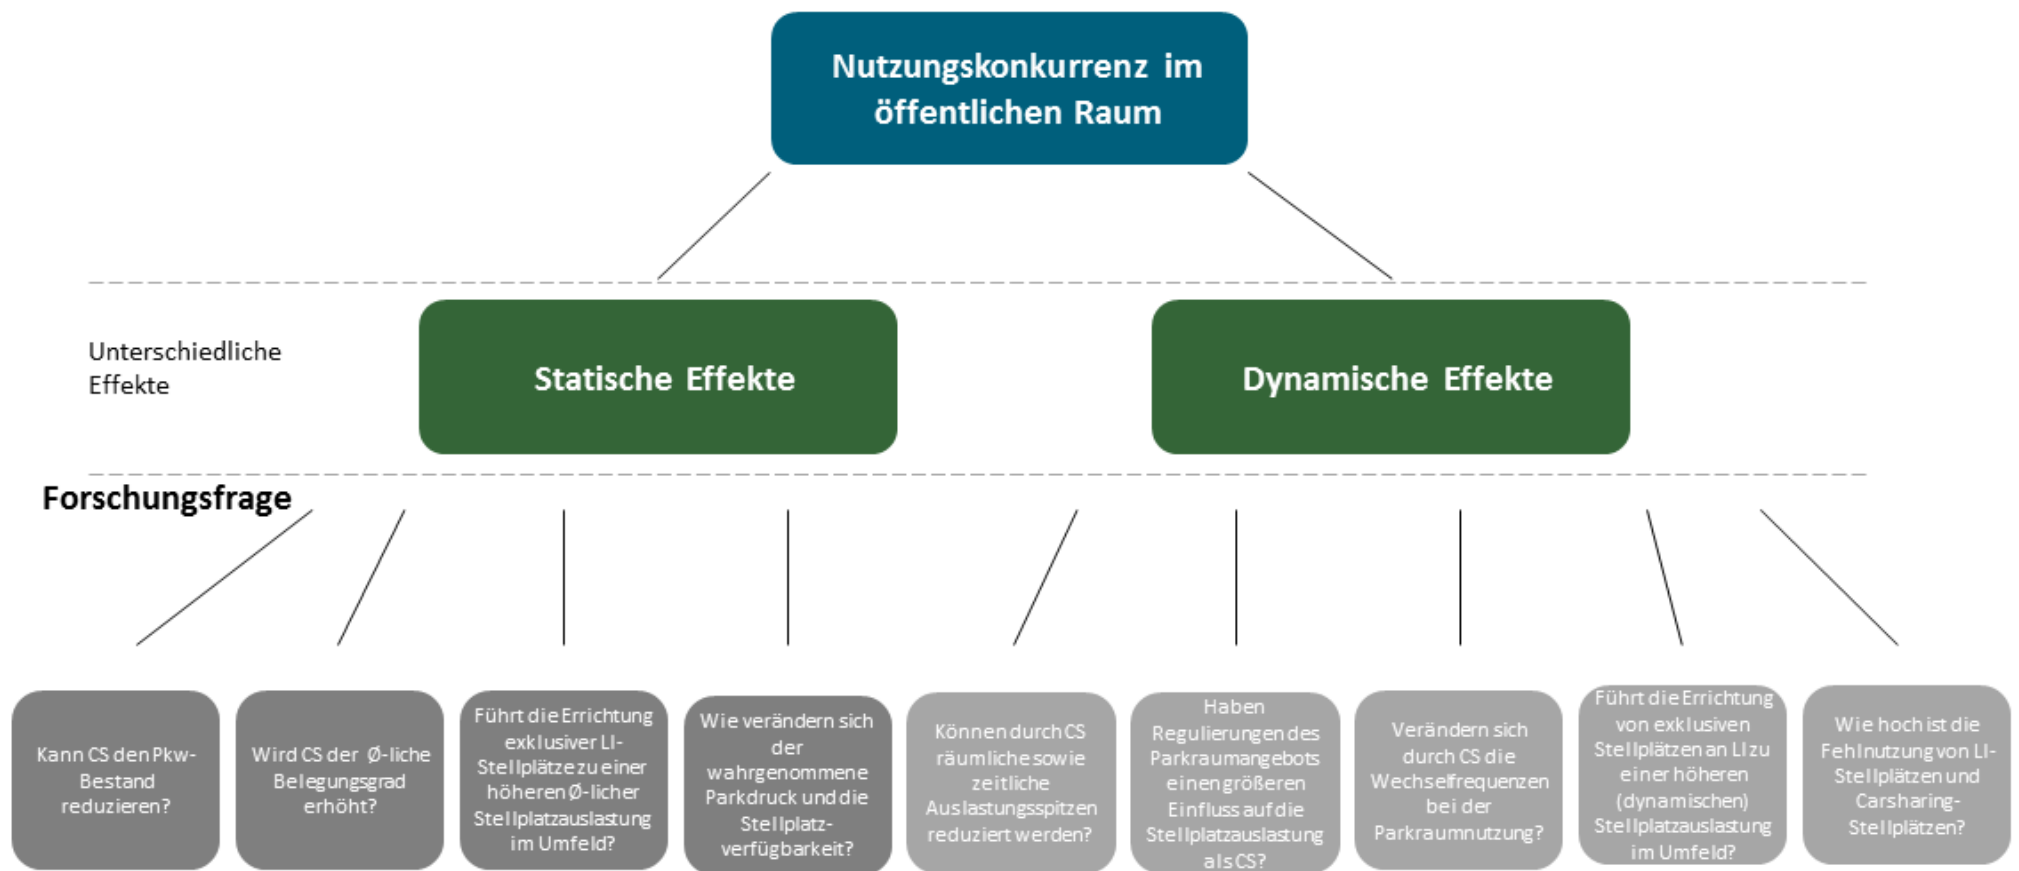 Nutzungskonkurrenz im
öffentlichen Raum
Unterschiedliche
Effekte
Statische Effekte
Dynamische Effekte
Forschungsfrage
Kann CS den Pkw-
Bestand
reduzieren?
Wird CS der Ø-liche
Belegungsgrad
erhöht?
Führt die Errichtung
exklusiver LI-
Stellplätze zu einer
höheren Ø-licher
Stellplatzauslastung
im Umfeld?
Wie verändern sich
der
wahrgenommene
Parkdruck und die
Stellplatz-
verfügbarkeit?
Können durch CS
räumliche sowie
zeitliche
Auslastungsspitzen
reduziert werden?
Haben
Regulierungen des
Parkraumangebots
einen größeren
Einfluss auf die
Stellplatzauslastung
als CS?
Verändern sich
durch CS die
Wechselfrequenzen
bei der
Parkraumnutzung?
Führt die Errichtung
von exklusiven
Stellplätzen an LI zu
einer höheren
(dynamischen)
Stellplatzauslastung
im Umfeld?
Wie hoch ist die
Fehlnutzung von LI-
Stellplätzen und
Carsharing-
Stellplätzen?